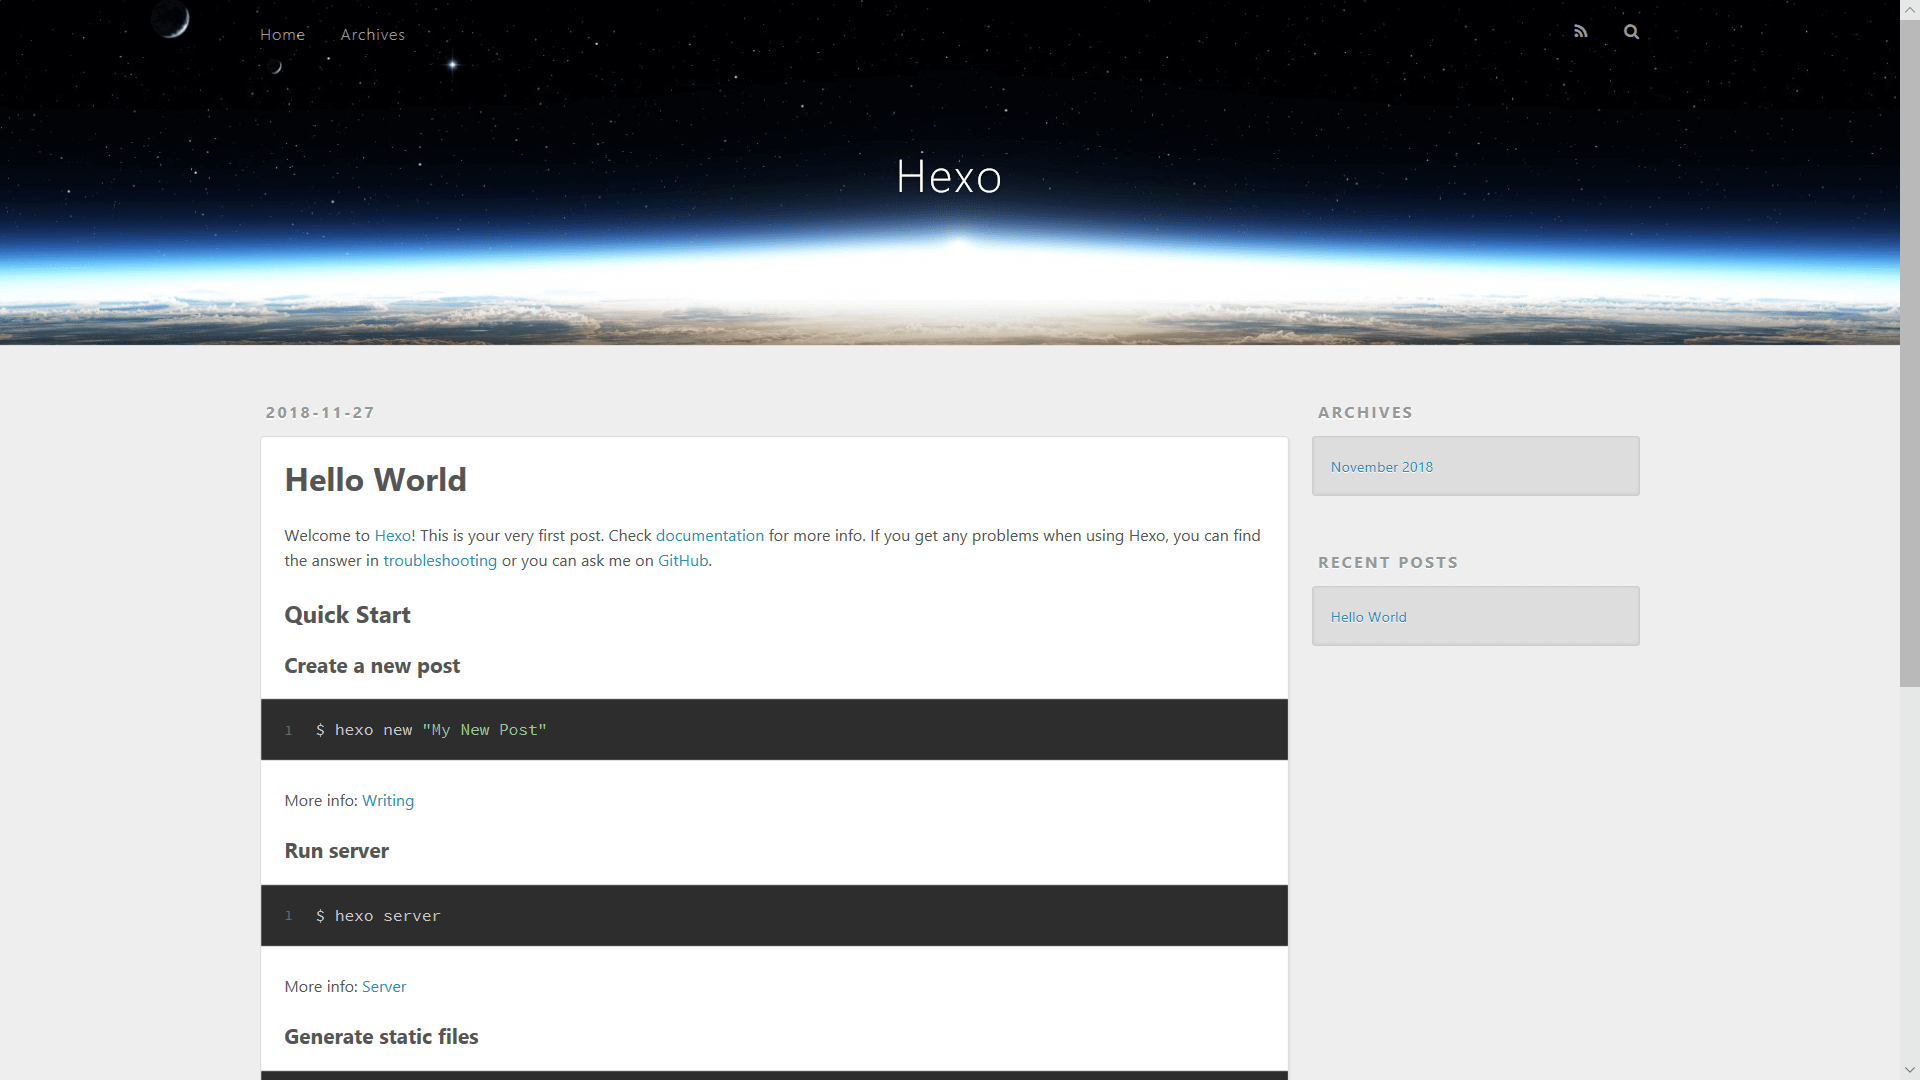 Home Archives
Hexo
2018-11-27
Hello World
Welcome to Hexo! This is your very first post. Check documentation for more info. If you get any problems when using Hexo, you can find
the answer in troubleshooting or you can ask me on GitHub.
Quick Start
Create a new post
1 $ hexo new "My New Post"
More info: Writing
Run server
1 $ hexo server
More info: Server
Generate static files
ARCHIVES
November 2018
RECENT POSTS
Hello World